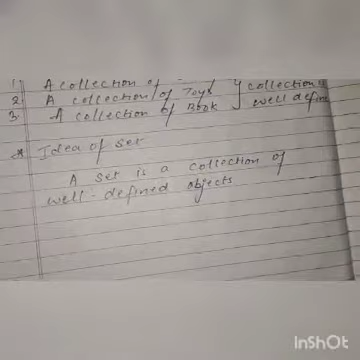 1) A collection of
2. A collection of Toys } collection of
3. A collection of Book } well define
* Idea of set
A set is a collection of
well-defined objects
InShOt